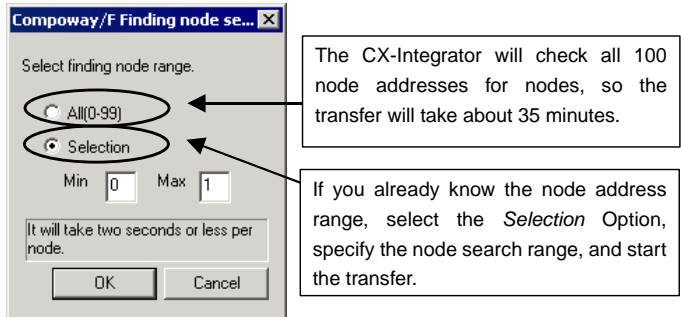 Compoway/F Finding node se...
Select finding node range.
All(0-99)
Selection
Min 0 Max 1
It will take two seconds or less per
node.
OK Cancel
The CX-Integrator will check all 100
node addresses for nodes, so the
transfer will take about 35 minutes.
If you already know the node address
range, select the Selection Option,
specify the node search range, and start
the transfer.